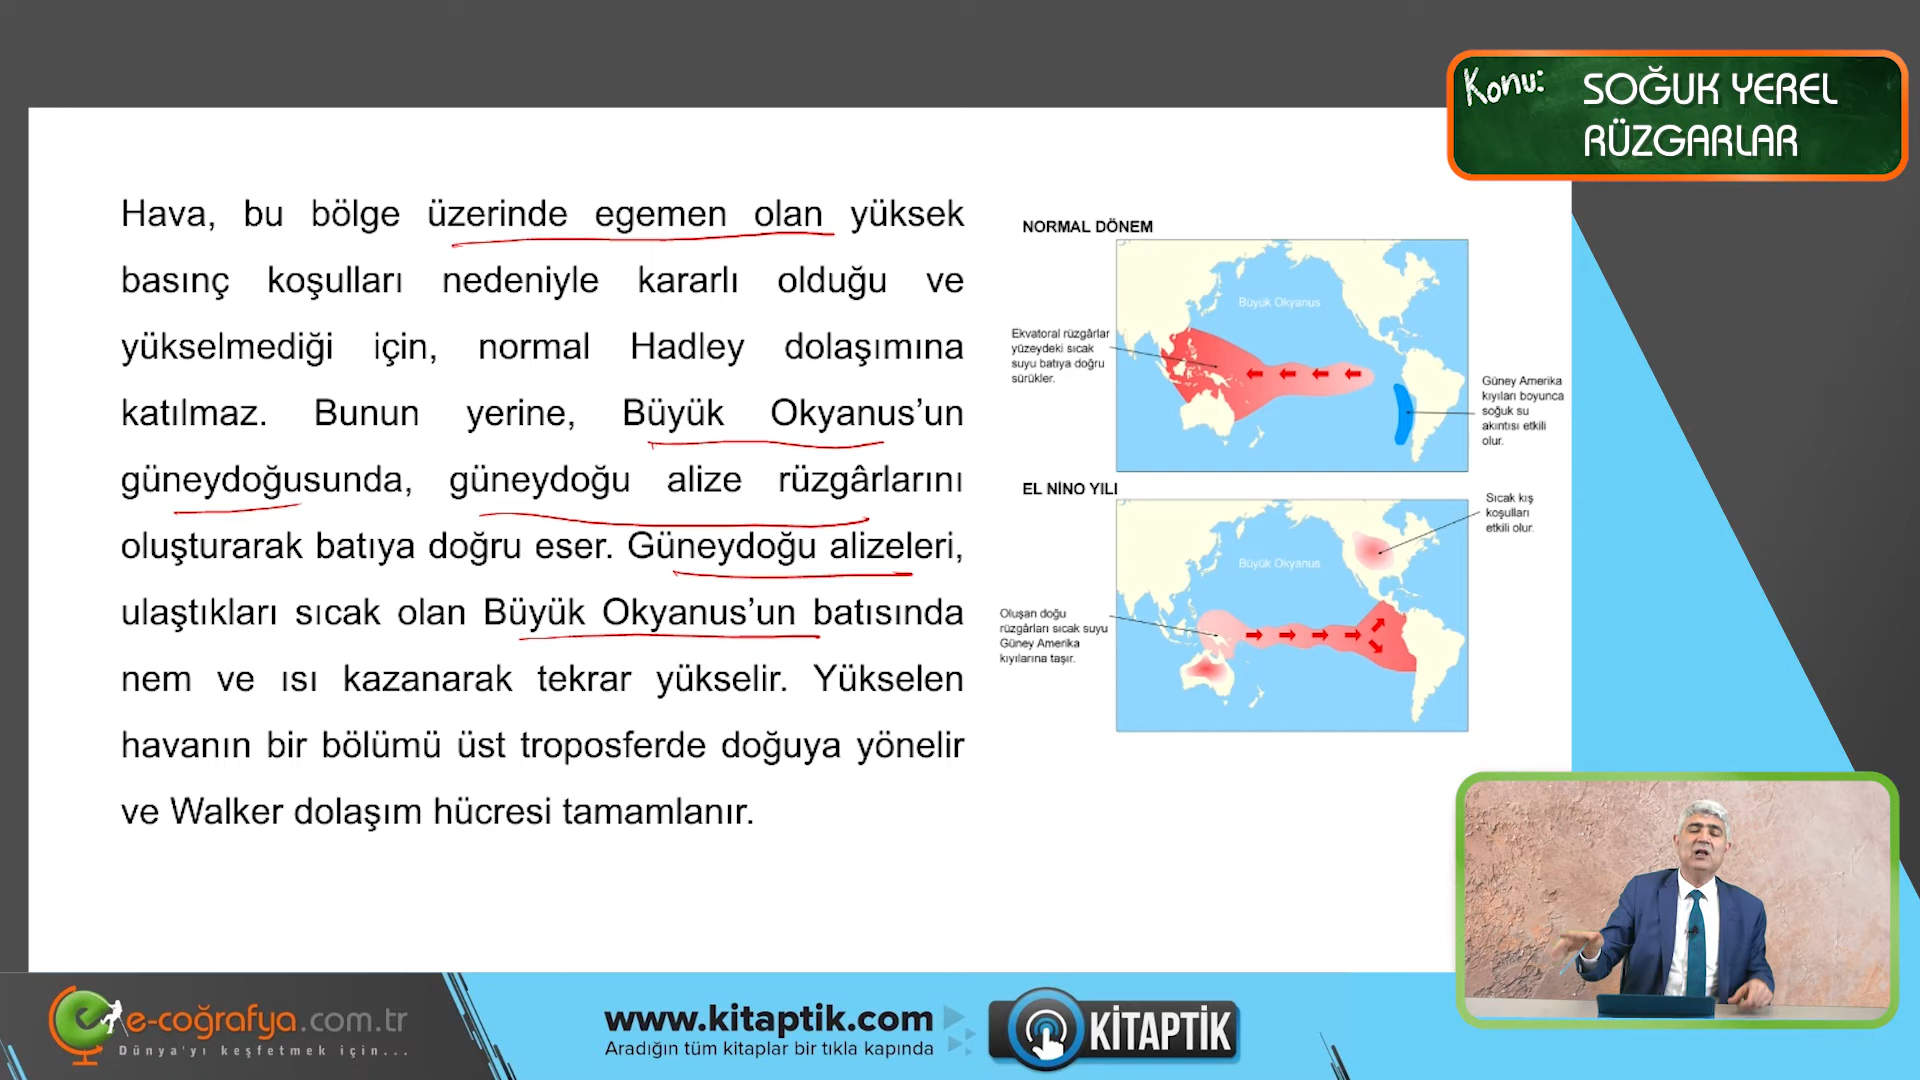 Konu: SOĞUK YEREL
RÜZGARLAR
Hava, bu bölge üzerinde egemen olan yüksek
basınç koşulları nedeniyle kararlı olduğu ve
yükselmediği için, normal Hadley dolaşımına
katılmaz. Bunun yerine, Büyük Okyanus’un
güneydoğusunda, güneydoğu alize rüzgârlarını
oluşturarak batıya doğru eser. Güneydoğu alizeleri,
ulaştıkları sıcak olan Büyük Okyanus’un batısında
nem ve ısı kazanarak tekrar yükselir. Yükselen
havanın bir bölümü üst troposferde doğuya yönelir
ve Walker dolaşım hücresi tamamlanır.
NORMAL DÖNEM
Büyük Okyanus
Ekvatoral rüzgârlar
yüzeydeki sıcak
suyu batıya doğru
sürükler.
Güney Amerika
kıyıları boyunca
soğuk su
akıntısı etkili
olur.
EL NİNO YILI
Sıcak kış
koşulları
etkili olur.
Büyük Okyanus
Oluşan doğu
rüzgârları sıcak suyu
Güney Amerika
kıyılarına taşır.
e-coğrafya.com.tr
Dünya'yı keşfetmek için...
www.kitaptik.com
Aradığın tüm kitaplar bir tıkla kapında
KİTAPTIK